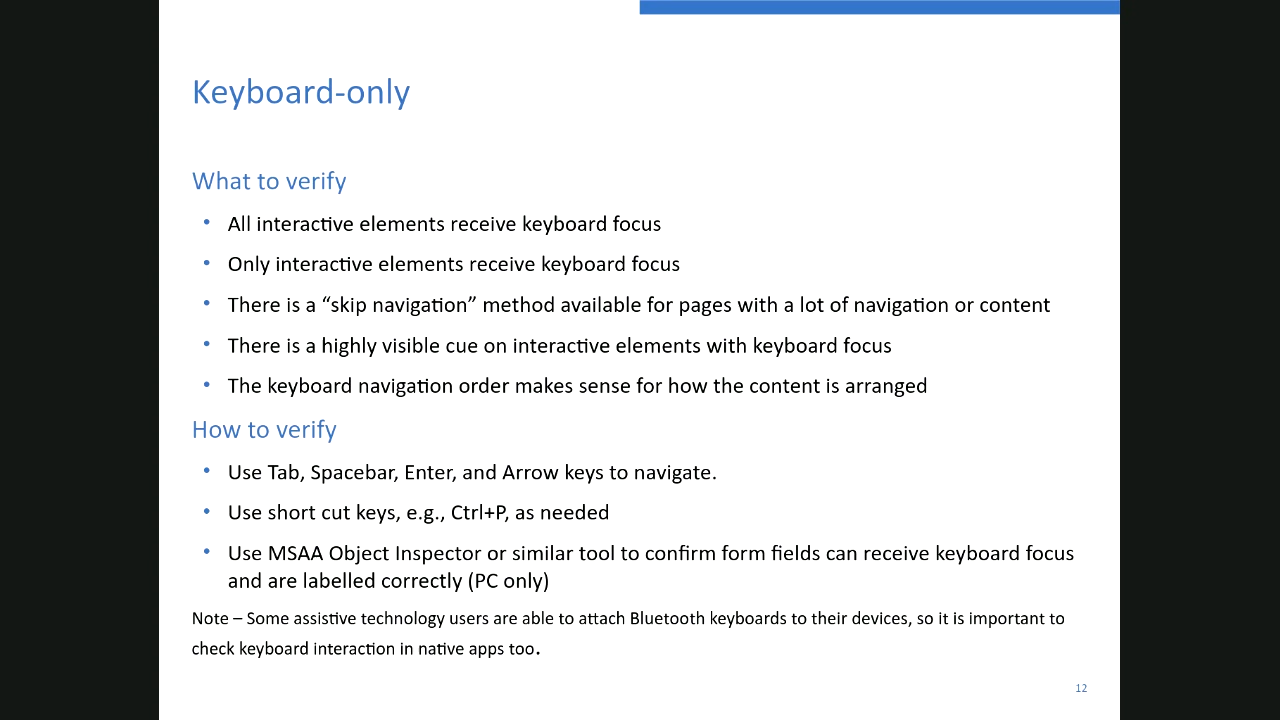 Keyboard-only
What to verify
• All interactive elements receive keyboard focus
• Only interactive elements receive keyboard focus
• There is a “skip navigation” method available for pages with a lot of navigation or content
• There is a highly visible cue on interactive elements with keyboard focus
• The keyboard navigation order makes sense for how the content is arranged
How to verify
• Use Tab, Spacebar, Enter, and Arrow keys to navigate.
• Use short cut keys, e.g., Ctrl+P, as needed
• Use MSAA Object Inspector or similar tool to confirm form fields can receive keyboard focus
and are labelled correctly (PC only)
Note – Some assistive technology users are able to attach Bluetooth keyboards to their devices, so it is important to
check keyboard interaction in native apps too.
12